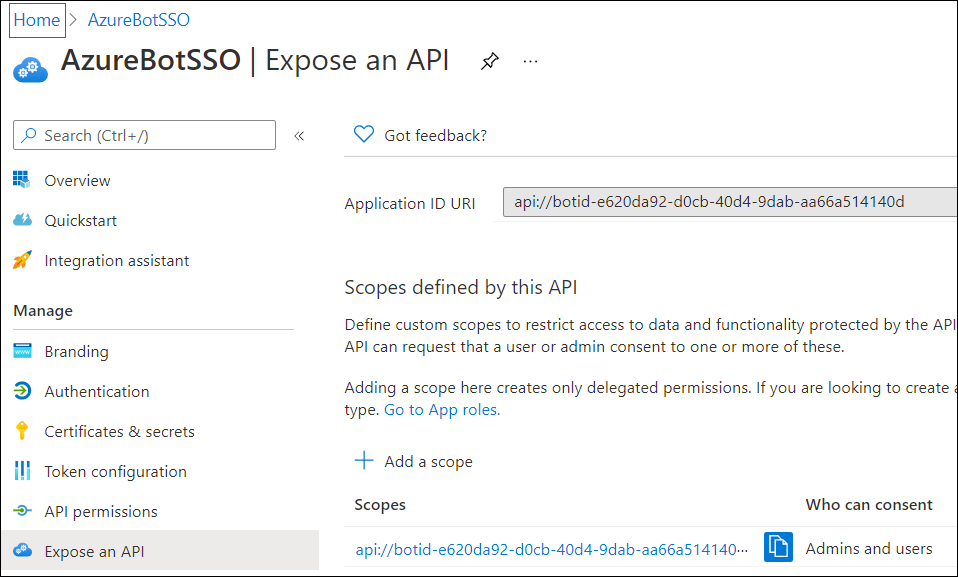 Home > AzureBotSSO
AzureBotSSO | Expose an API ...
Search (Ctrl+/) «
Got feedback?
Overview
Quickstart
Integration assistant
Manage
Branding
Authentication
Certificates & secrets
Token configuration
API permissions
Expose an API
Application ID URI api://botid-e620da92-d0cb-40d4-9dab-aa66a514140d
Scopes defined by this API
Define custom scopes to restrict access to data and functionality protected by the API
API can request that a user or admin consent to one or more of these.
Adding a scope here creates only delegated permissions. If you are looking to create a
type. Go to App roles.
Add a scope
Scopes Who can consent
api://botid-e620da92-d0cb-40d4-9dab-aa66a514140... Admins and users